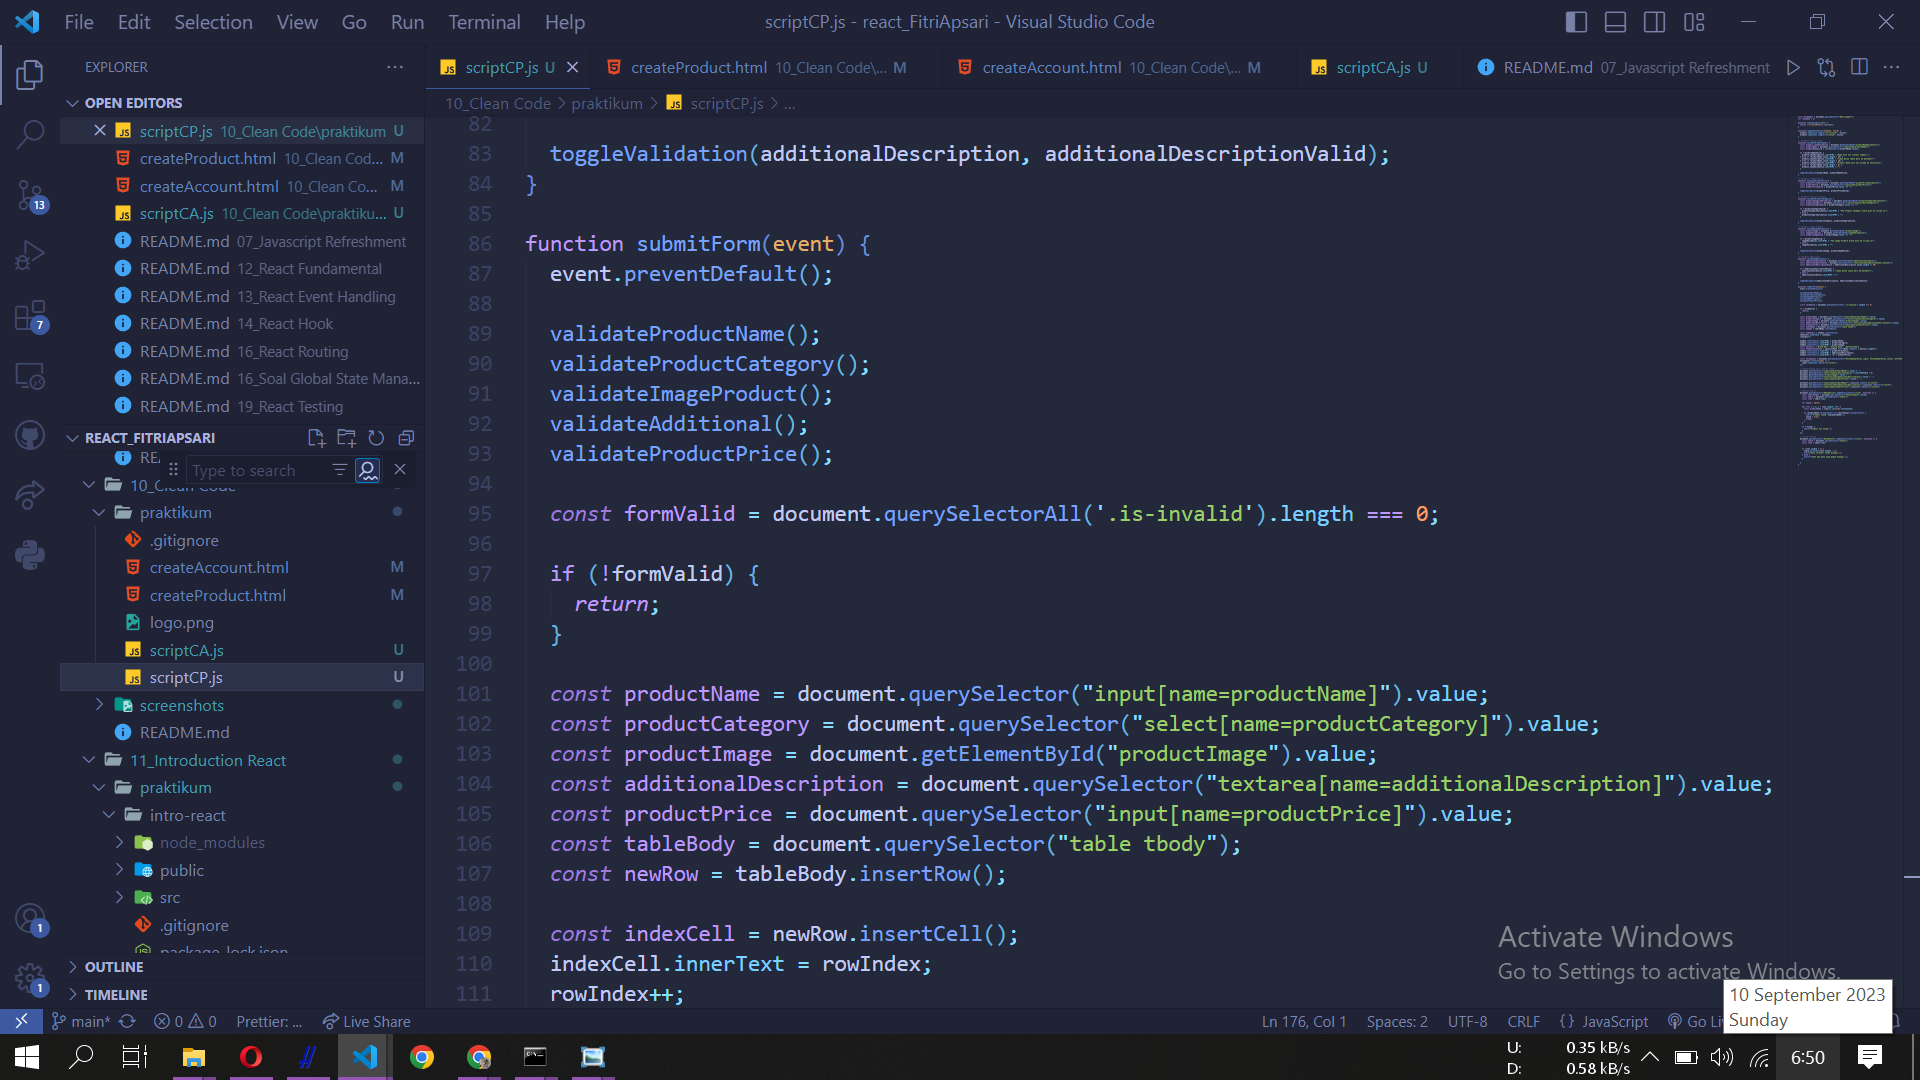 File Edit Selection View Go Run Terminal Help
scriptCP.js - react_FitriApsari - Visual Studio Code
EXPLORER
OPEN EDITORS
scriptCP.js 10_Clean Code\praktikum U
createProduct.html 10_Clean Cod... M
createAccount.html 10_Clean Co... M
scriptCA.js 10_Clean Code\praktiku... U
README.md 07_Javascript Refreshment
README.md 12_React Fundamental
README.md 13_React Event Handling
README.md 14_React Hook
README.md 16_React Routing
README.md 16_Soal Global State Mana...
README.md 19_React Testing
REACT_FITRIAPSARI
RE
Type to search
10_Clean Code
praktikum
.gitignore
createAccount.html M
createProduct.html M
logo.png
scriptCA.js U
scriptCP.js U
screenshots
README.md
11_Introduction React
praktikum
intro-react
node_modules
public
src
.gitignore
package-lock.json
OUTLINE
TIMELINE
13
7
1
1
scriptCP.js U
createProduct.html 10_Clean Code\... M
createAccount.html 10_Clean Code\... M
scriptCA.js U
README.md 07_Javascript Refreshment
10_Clean Code > praktikum > scriptCP.js > ...
82
83 toggleValidation(additionalDescription, additionalDescriptionValid);
84 }
85
86 function submitForm(event) {
87 event.preventDefault();
88
89 validateProductName();
90 validateProductCategory();
91 validateImageProduct();
92 validateAdditional();
93 validateProductPrice();
94
95 const formValid = document.querySelectorAll('.is-invalid').length === 0;
96
97 if (!formValid) {
98 return;
99 }
100
101 const productName = document.querySelector("input[name=productName]").value;
102 const productCategory = document.querySelector("select[name=productCategory]").value;
103 const productImage = document.getElementById("productImage").value;
104 const additionalDescription = document.querySelector("textarea[name=additionalDescription]").value;
105 const productPrice = document.querySelector("input[name=productPrice]").value;
106 const tableBody = document.querySelector("table tbody");
107 const newRow = tableBody.insertRow();
108
109 const indexCell = newRow.insertCell();
110 indexCell.innerText = rowIndex;
111 rowIndex++;
Activate Windows
Go to Settings to activate Windows.
10 September 2023
Sunday
main* 0 0 Prettier: ... Live Share
Ln 176, Col 1 Spaces: 2 UTF-8 CRLF {} JavaScript Go Li
U: 0.35 kB/s
D: 0.58 kB/s
6:50